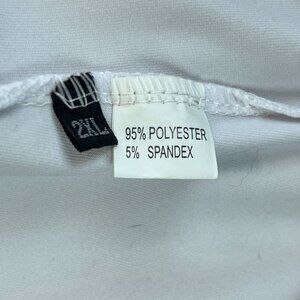 2XL
95% POLYESTER
5% SPANDEX